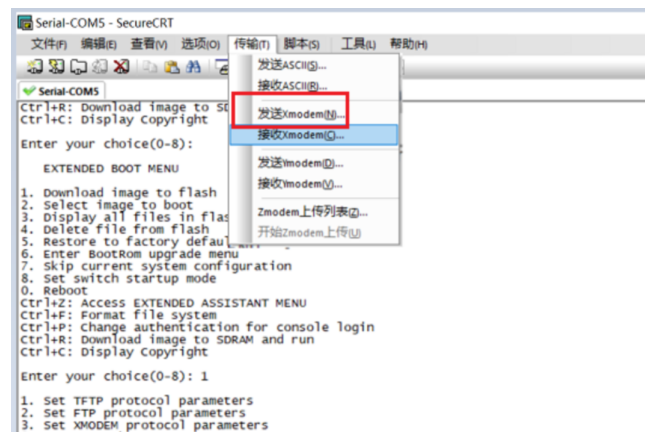 Serial-COM5 - SecureCRT
文件(F) 编辑(E) 查看(V) 选项(O) 传输(T) 脚本(S) 工具(L) 帮助(H)
Serial-COM5
发送ASCII(S)...
接收ASCII(R)...
发送Xmodem(N)...
接收Xmodem(C)...
发送Ymodem(D)...
接收Ymodem(V)...
Zmodem上传列表(Z)...
开始Zmodem上传(U)
Ctrl+R: Download image to SD
Ctrl+C: Display Copyright
Enter your choice(0-8):
EXTENDED BOOT MENU
1. Download image to flash
2. Select image to boot
3. Display all files in flas
4. Delete file from flash
5. Restore to factory defau
6. Enter BootRom upgrade menu
7. Skip current system configuration
8. Set switch startup mode
0. Reboot
Ctrl+Z: Access EXTENDED ASSISTANT MENU
Ctrl+F: Format file system
Ctrl+P: Change authentication for console login
Ctrl+R: Download image to SDRAM and run
Ctrl+C: Display Copyright
Enter your choice(0-8): 1
1. Set TFTP protocol parameters
2. Set FTP protocol parameters
3. Set XMODEM protocol parameters